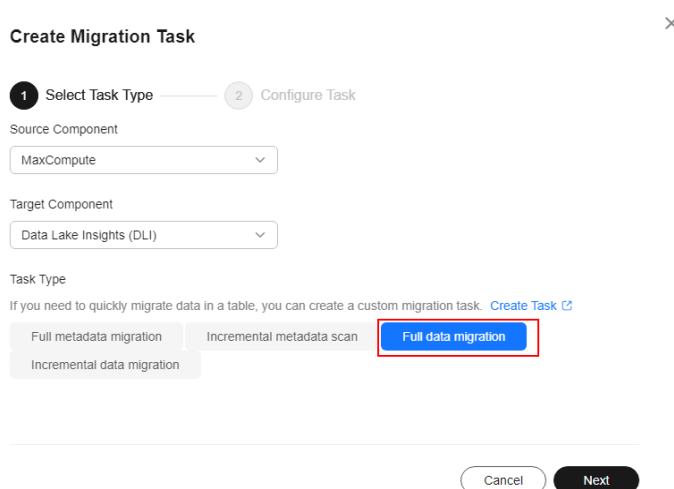 Create Migration Task
1 Select Task Type 2 Configure Task
Source Component
MaxCompute
Target Component
Data Lake Insights (DLI)
Task Type
If you need to quickly migrate data in a table, you can create a custom migration task. Create Task
Full metadata migration Incremental metadata scan Full data migration
Incremental data migration
Cancel Next